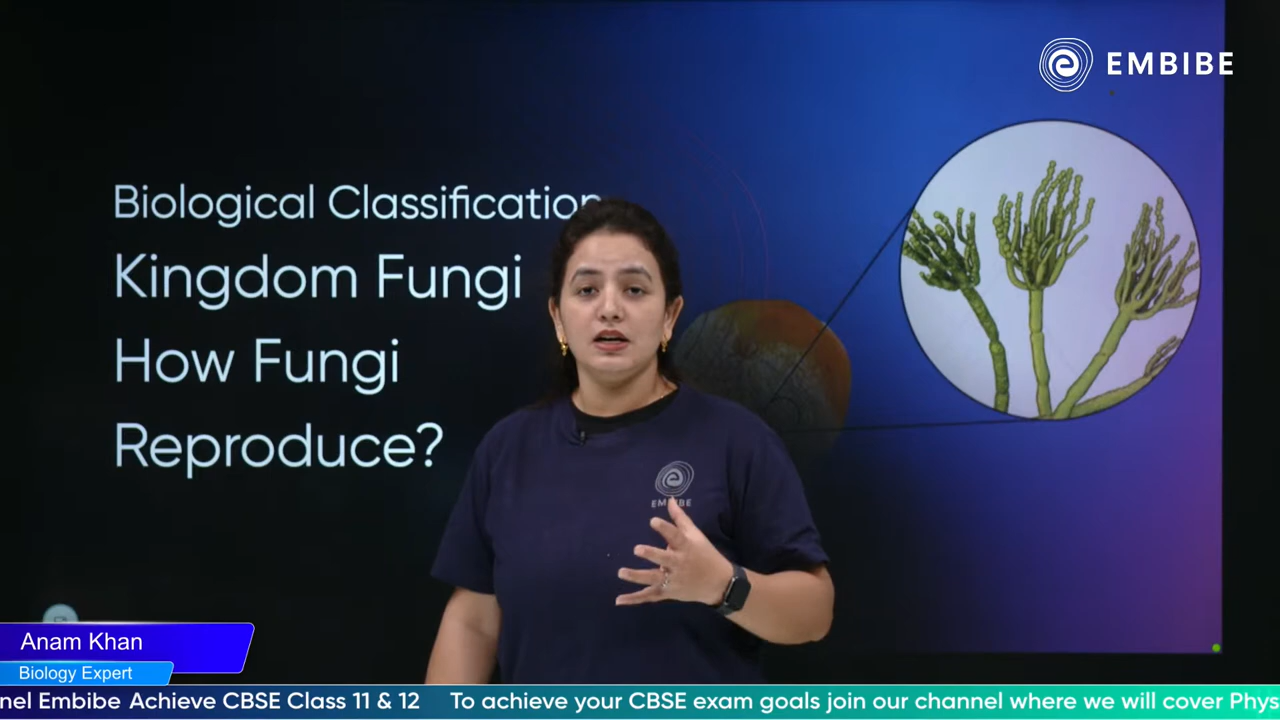 EMBIBE
Biological Classification
Kingdom Fungi
How Fungi
Reproduce?
EMBIBE
Anam Khan
Biology Expert
nel Embibe Achieve CBSE Class 11 & 12 To achieve your CBSE exam goals join our channel where we will cover Phys